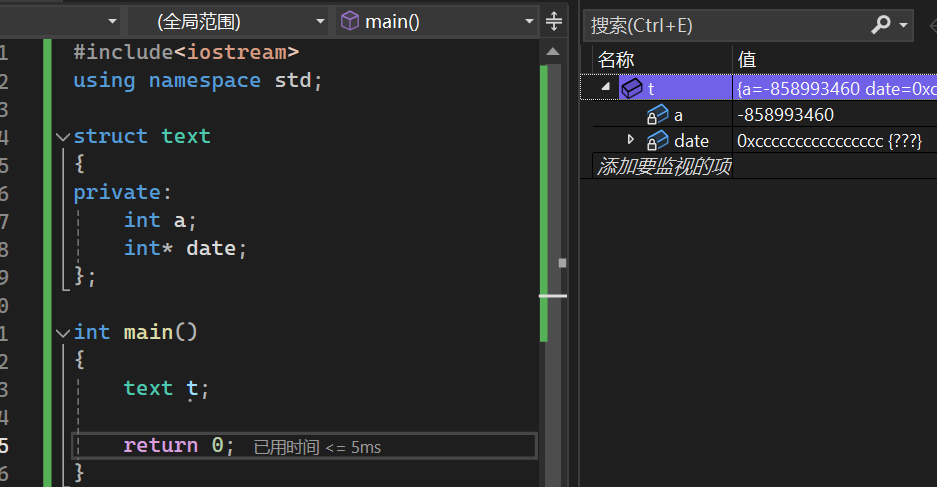 (全局范围) main()
1 #include<iostream>
2 using namespace std;
3
4 struct text
5 {
6 private:
7 int a;
8 int* date;
9 };
0
1 int main()
2 {
3 text t;
4
5 return 0; 已用时间 <= 5ms
6 }
搜索(Ctrl+E)
名称 值
t {a=-858993460 date=0xc
a -858993460
date 0xcccccccccccccccc {???}
添加要监视的项